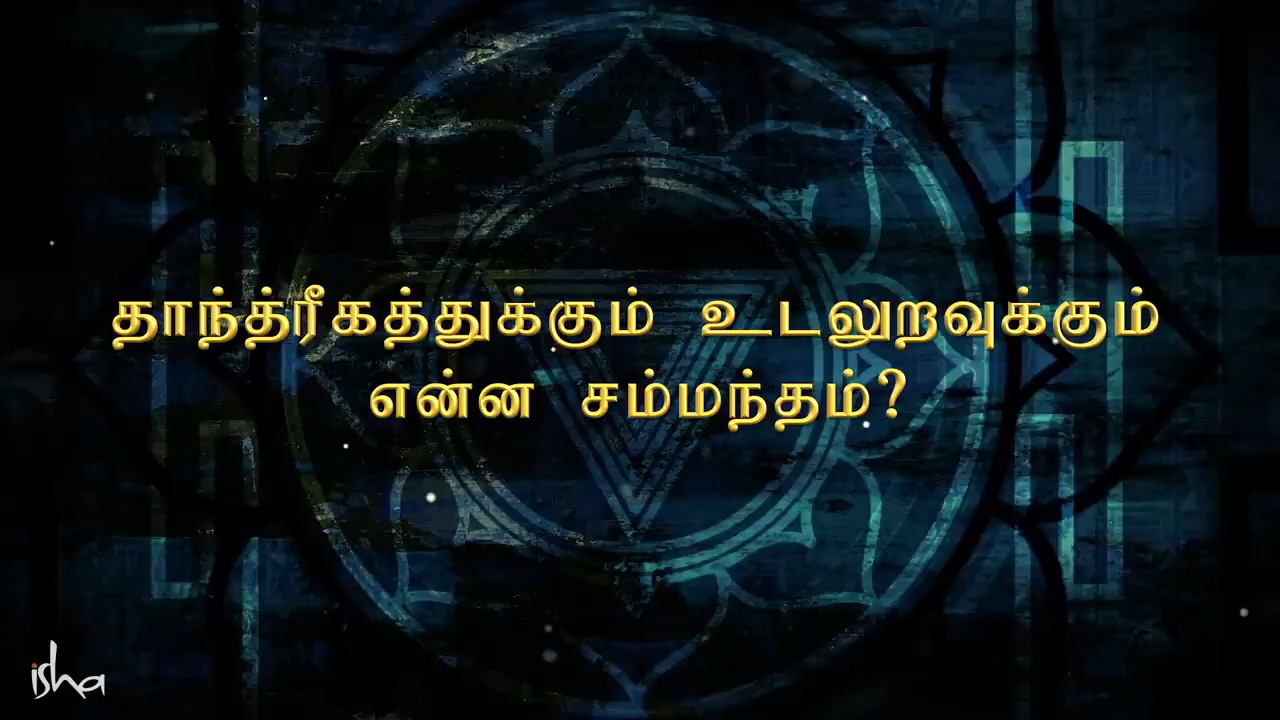 தாந்த்ரீகத்துக்கும் உடலுறவுக்கும்
என்ன சம்மந்தம்?
isha